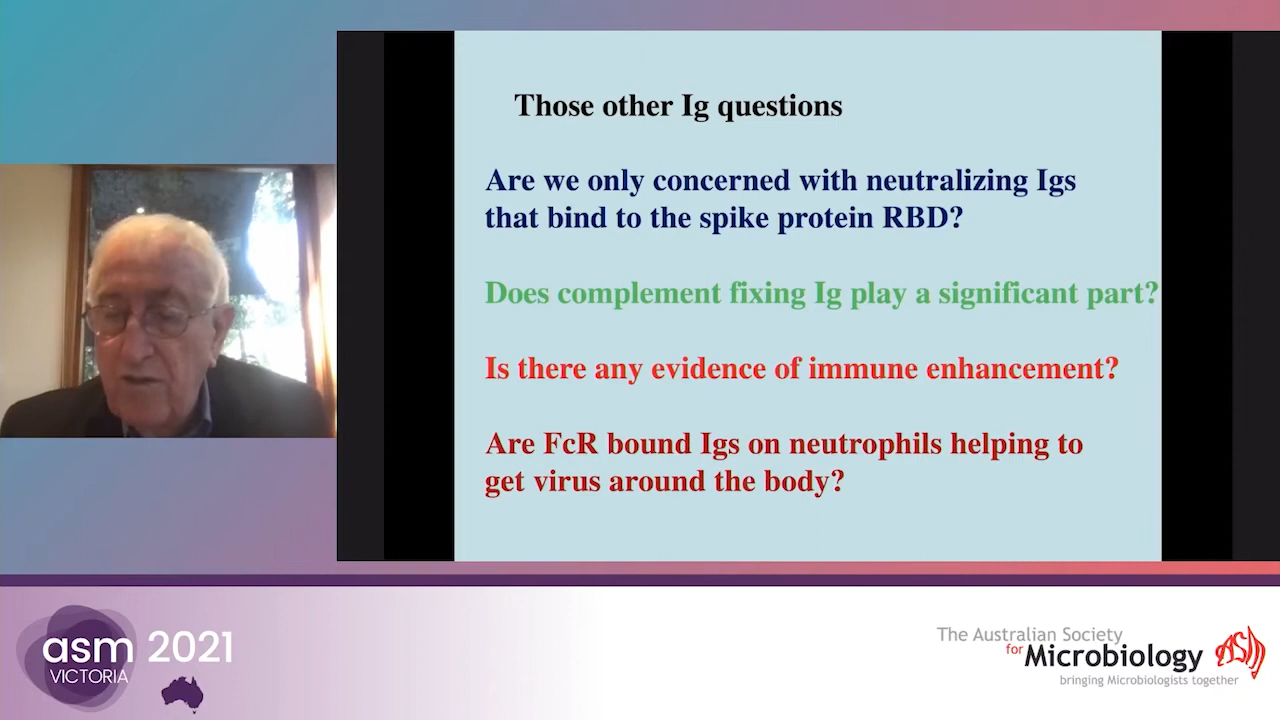 Those other Ig questions
Are we only concerned with neutralizing Igs
that bind to the spike protein RBD?
Does complement fixing Ig play a significant part?
Is there any evidence of immune enhancement?
Are FcR bound Igs on neutrophils helping to
get virus around the body?
asm 2021
VICTORIA
The Australian Society
for Microbiology
bringing Microbiologists together
ASM